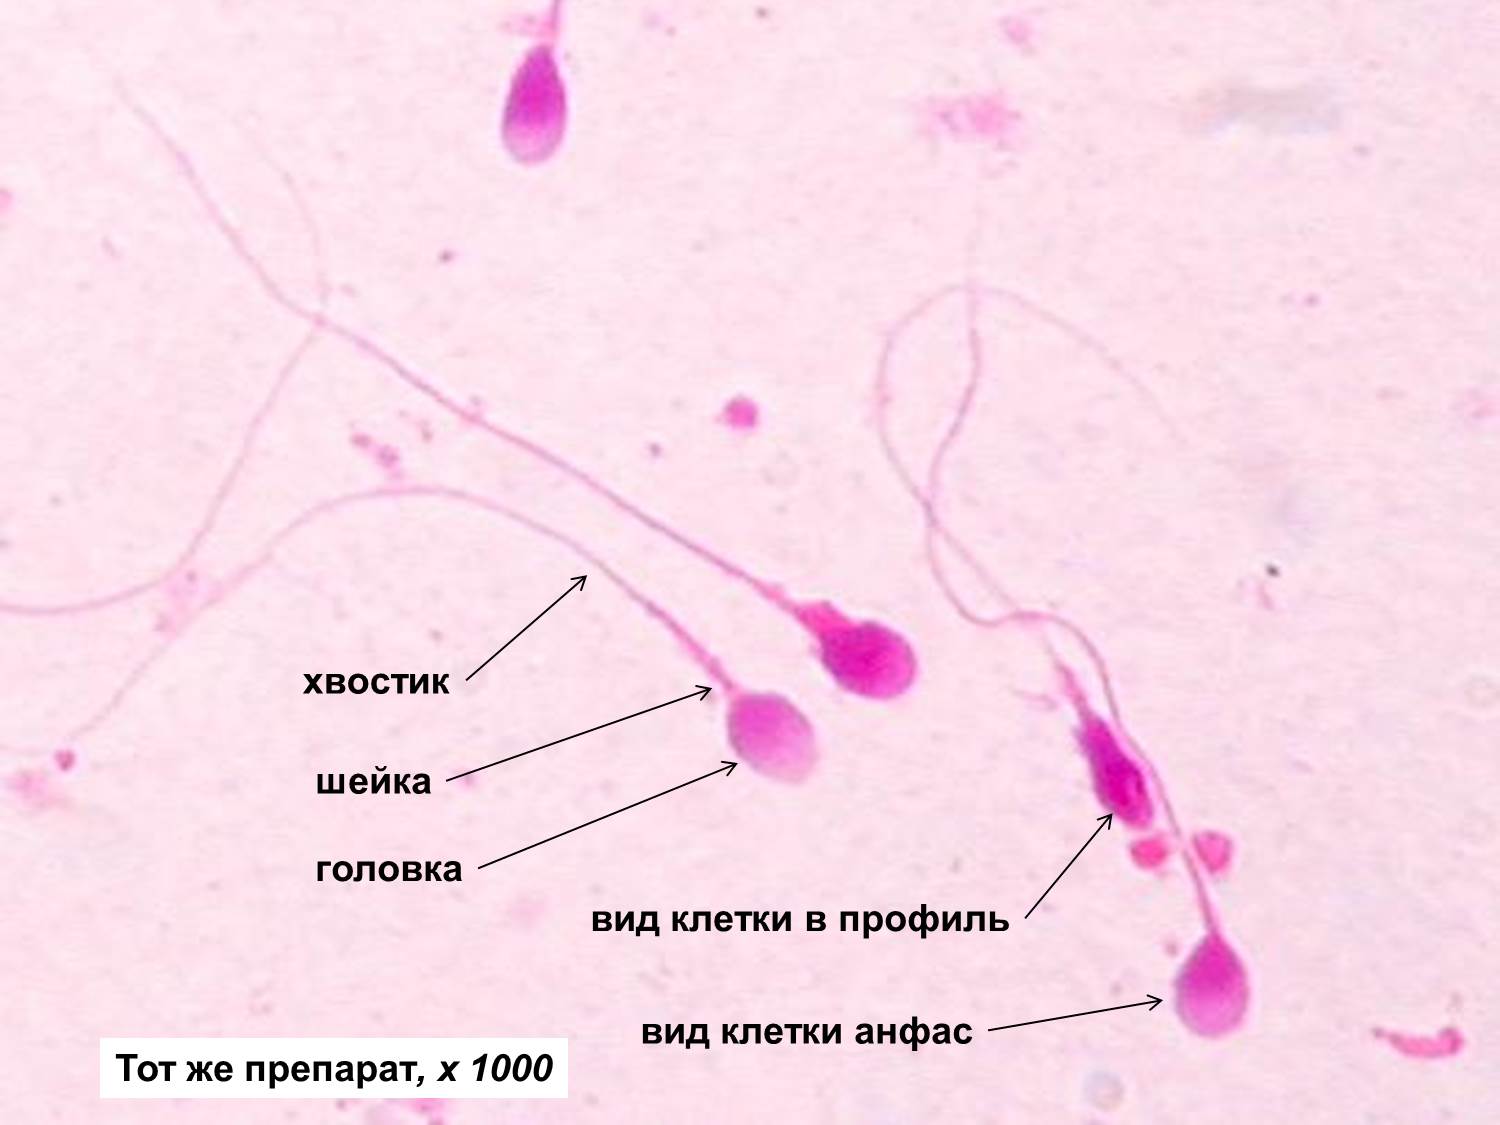 хвостик
шейка
головка
вид клетки в профиль
вид клетки анфас
Тот же препарат, х 1000